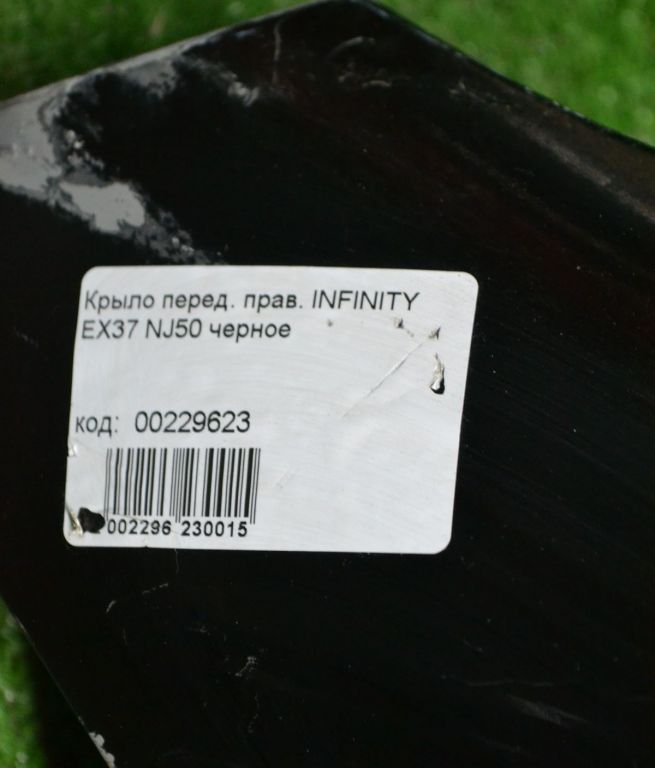 Крыло перед. прав. INFINITY
EX37 NJ50 черное
код: 00229623
002296 230015